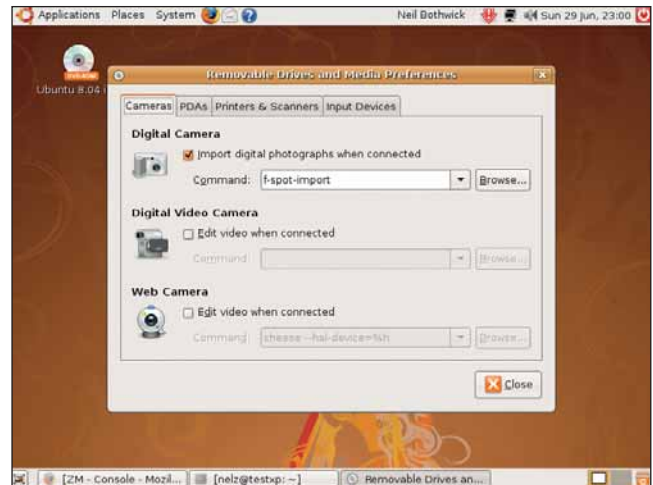 Applications Places System Neil Bothwick Sun 29 Jun, 23:00
Ubuntu 8.04 i
Removable Drives and Media Preferences
Cameras PDAs Printers & Scanners Input Devices
Digital Camera
Import digital photographs when connected
Command: f-spot-import Browse...
Digital Video Camera
Edit video when connected
Command: Browse...
Web Camera
Edit video when connected
Command: cheese --hal-device=%h Browse...
Close
[ZM - Console - Mozil... [nelz@testxp: ~] Removable Drives an...